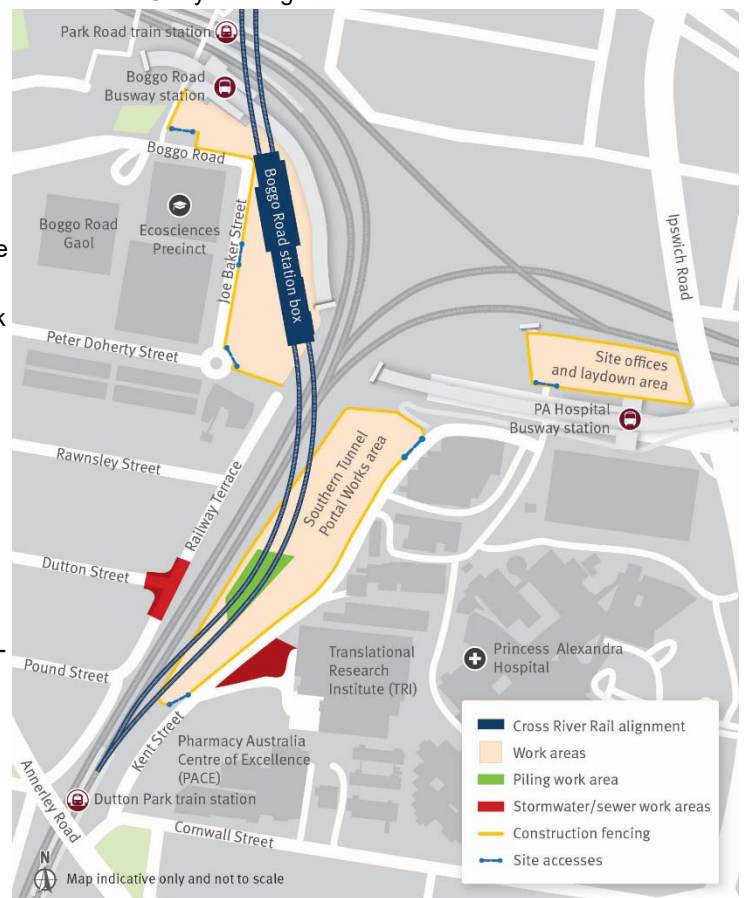 Park Road train station
Boggo Road
Busway station
Boggo Road
Boggo Road
Gaol
Ecosciences
Precinct
Joe Baker Street
Boggo Road station box
Ipswich Road
Peter Doherty Street
Site offices
and laydown area
PA Hospital
Busway station
Rawnsley Street
Railway Terrace
Southern Tunnel
Portal Works area
Dutton Street
Pound Street
Translational
Research
Institute (TRI)
Princess Alexandra
Hospital
Kent Street
Pharmacy Australia
Centre of Excellence
(PACE)
Annerley Road
Dutton Park train station
Cornwall Street
Cross River Rail alignment
Work areas
Piling work area
Stormwater/sewer work areas
Construction fencing
Site accesses
N
Map indicative only and not to scale